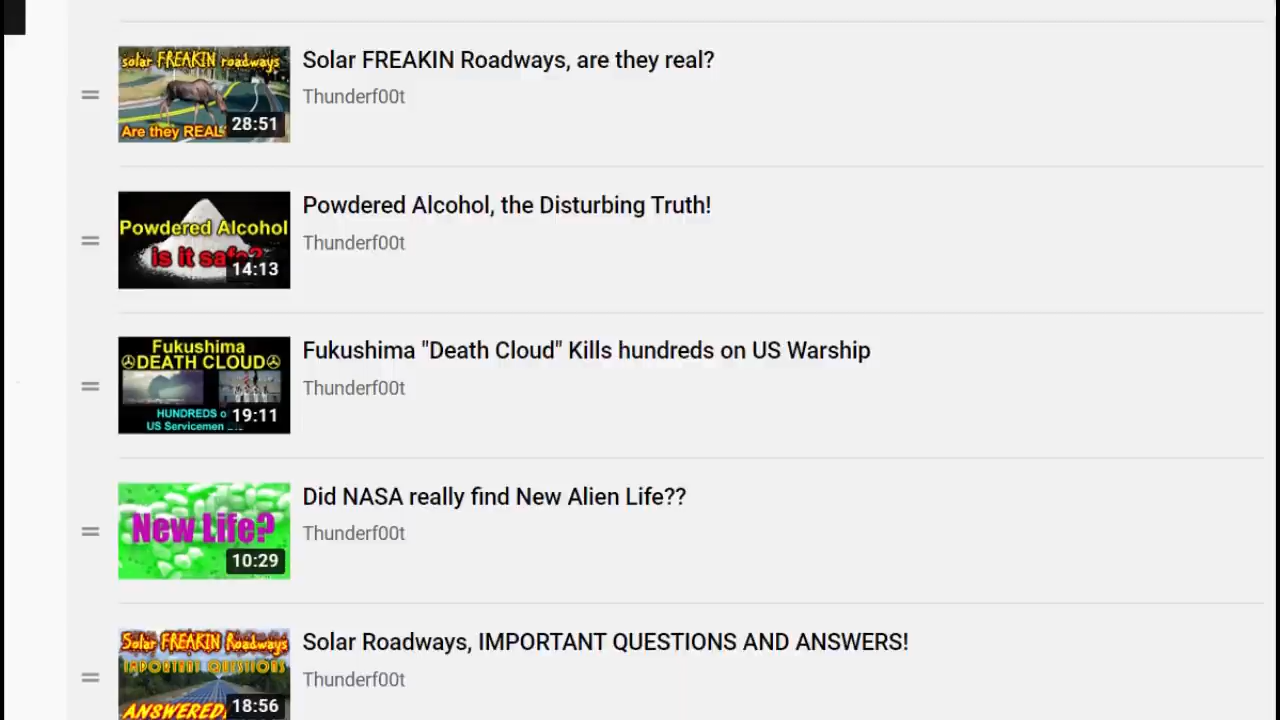 solar FREAKIN roadways
Are they REAL
28:51
Solar FREAKIN Roadways, are they real?
Thunderf00t
Powdered Alcohol
is it safe?
14:13
Powdered Alcohol, the Disturbing Truth!
Thunderf00t
Fukushima
DEATH CLOUD
HUNDREDS
US Servicemen
19:11
Fukushima "Death Cloud" Kills hundreds on US Warship
Thunderf00t
New Life?
10:29
Did NASA really find New Alien Life??
Thunderf00t
Solar FREAKIN Roadways
IMPORTANT QUESTIONS
ANSWERED
18:56
Solar Roadways, IMPORTANT QUESTIONS AND ANSWERS!
Thunderf00t